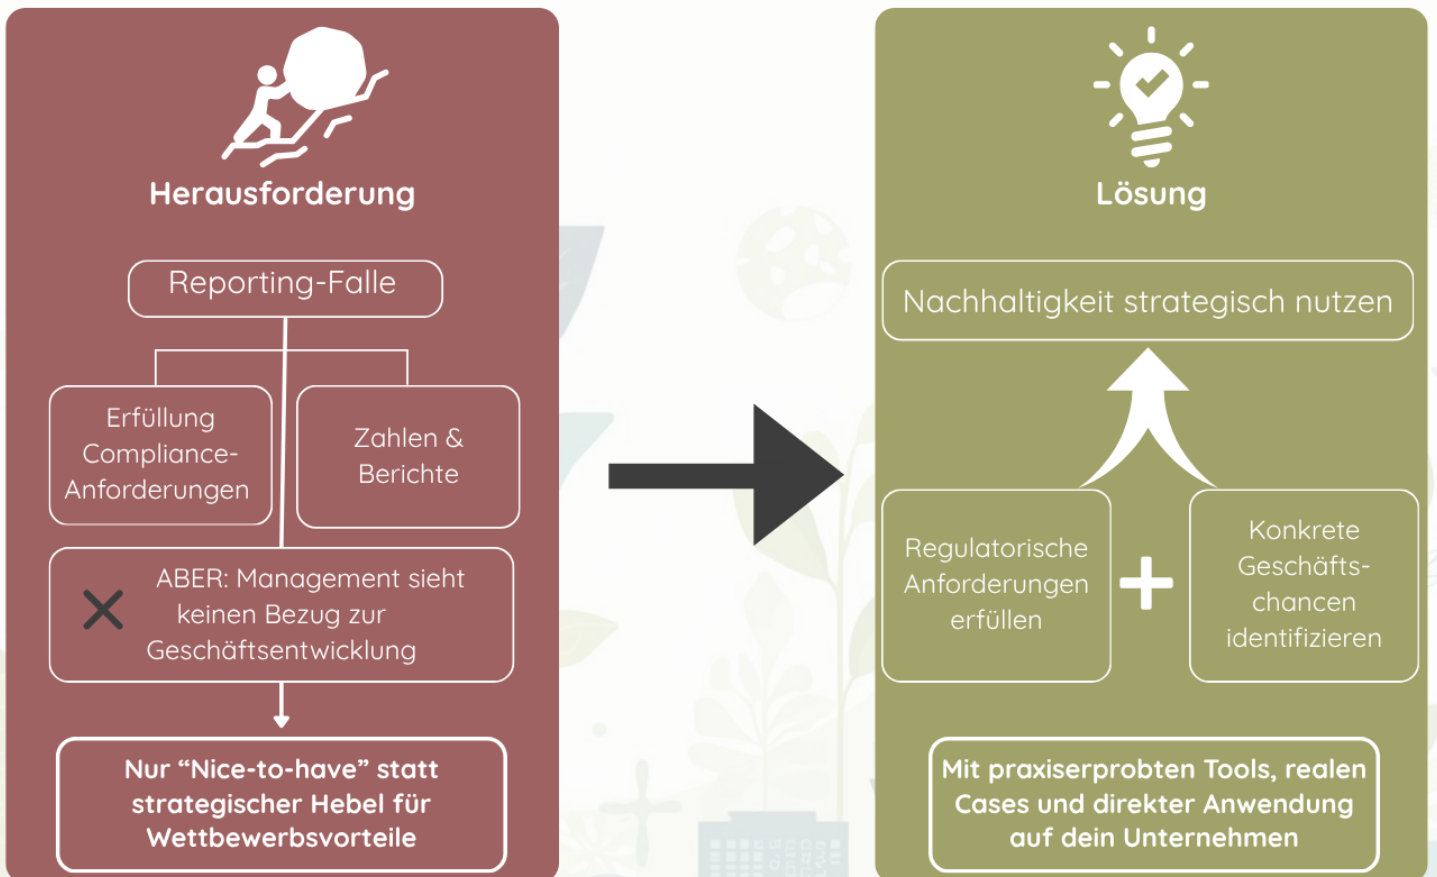 Herausforderung
Reporting-Falle
Erfüllung
Compliance-
Anforderungen
Zahlen &
Berichte
ABER: Management sieht
keinen Bezug zur
Geschäftsentwicklung
Nur “Nice-to-have” statt
strategischer Hebel für
Wettbewerbsvorteile
Lösung
Nachhaltigkeit strategisch nutzen
Regulatorische
Anforderungen
erfüllen
Konkrete
Geschäfts-
chancen
identifizieren
Mit praxiserprobten Tools, realen
Cases und direkter Anwendung
auf dein Unternehmen